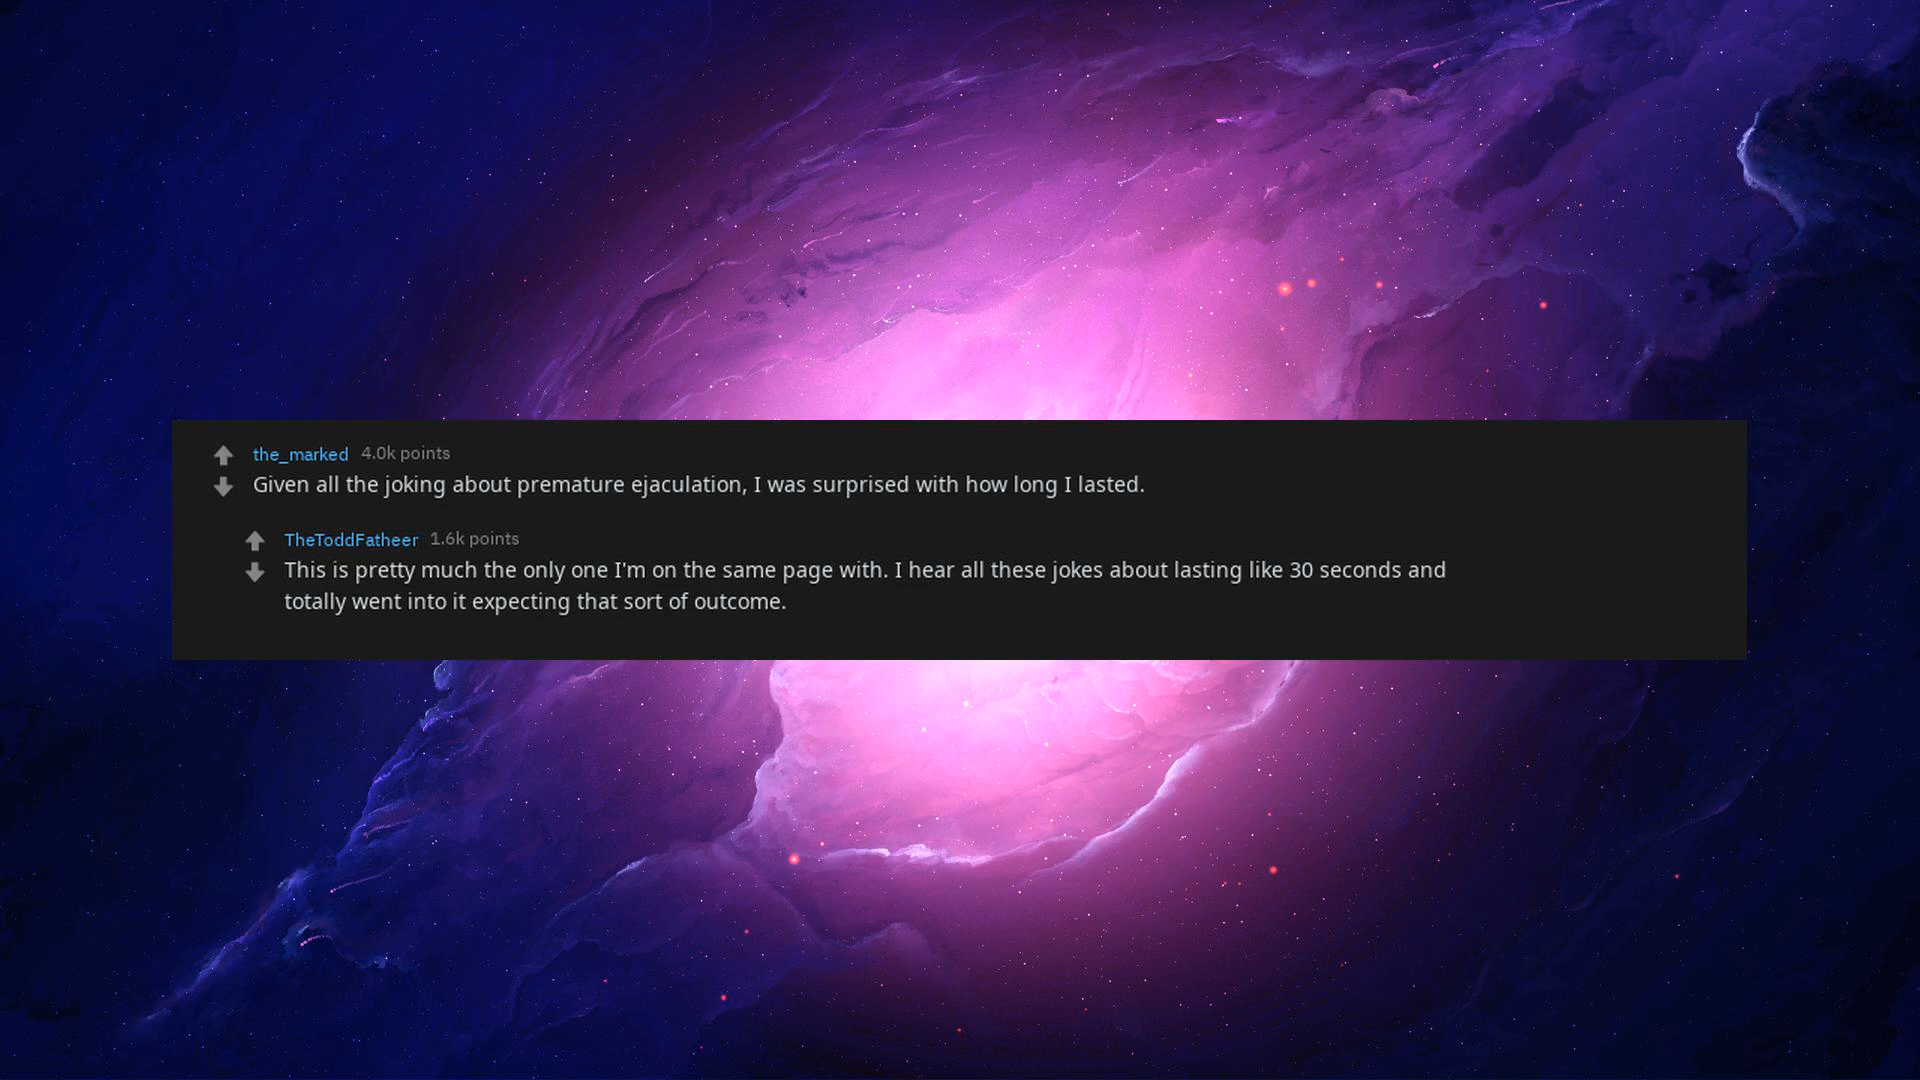 the_marked 4.0k points
Given all the joking about premature ejaculation, I was surprised with how long I lasted.
TheToddFatheer 1.6k points
This is pretty much the only one I'm on the same page with. I hear all these jokes about lasting like 30 seconds and
totally went into it expecting that sort of outcome.